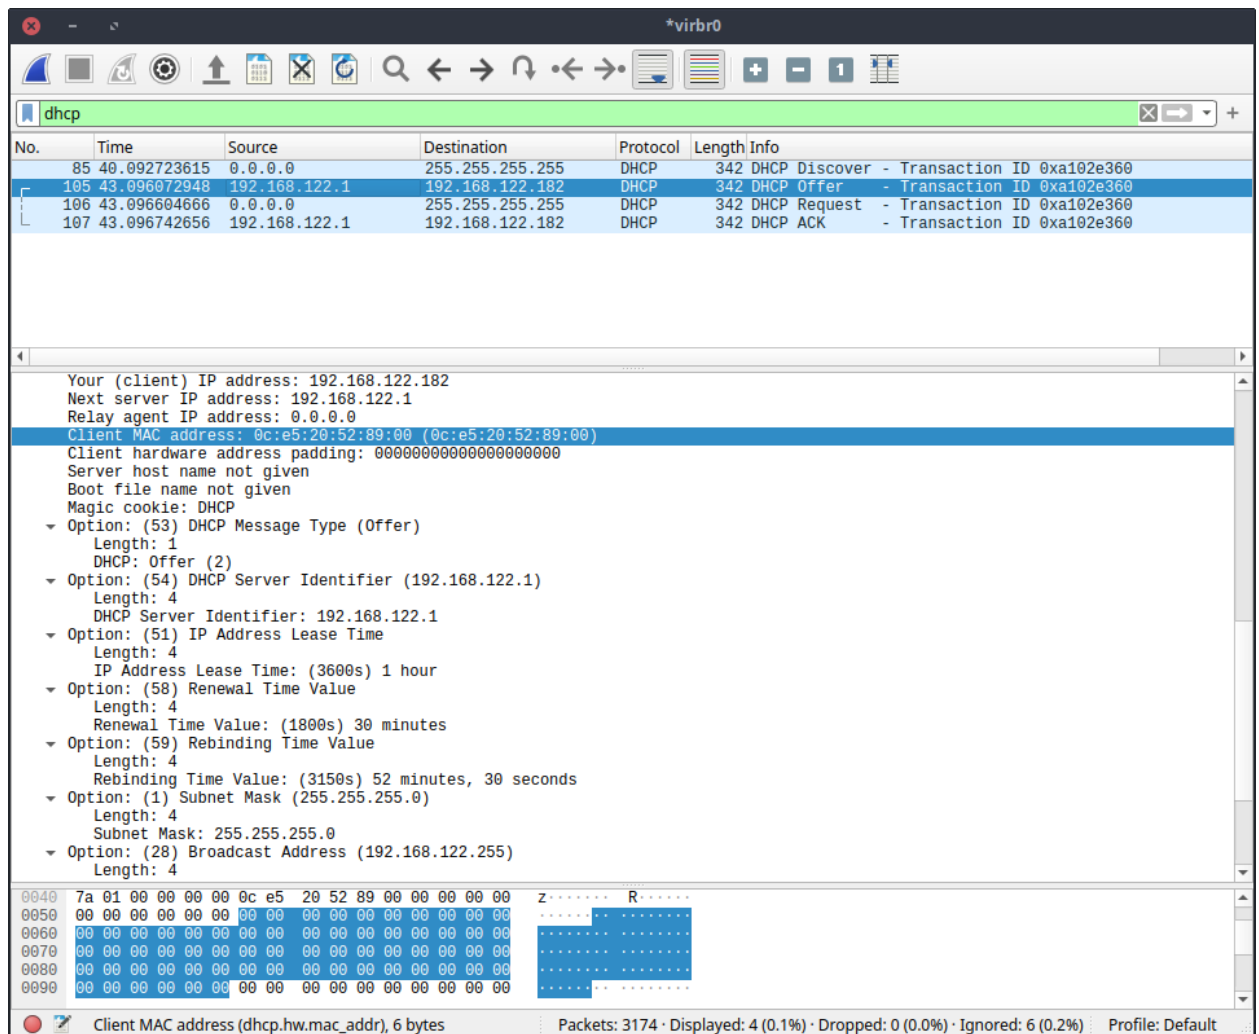 *virbr0
dhcp
No. Time Source Destination Protocol Length Info
85 40.092723615 0.0.0.0 255.255.255.255 DHCP 342 DHCP Discover - Transaction ID 0xa102e360
105 43.096072948 192.168.122.1 192.168.122.182 DHCP 342 DHCP Offer - Transaction ID 0xa102e360
106 43.096604666 0.0.0.0 255.255.255.255 DHCP 342 DHCP Request - Transaction ID 0xa102e360
107 43.096742656 192.168.122.1 192.168.122.182 DHCP 342 DHCP ACK - Transaction ID 0xa102e360
Your (client) IP address: 192.168.122.182
Next server IP address: 192.168.122.1
Relay agent IP address: 0.0.0.0
Client MAC address: 0c:e5:20:52:89:00 (0c:e5:20:52:89:00)
Client hardware address padding: 00000000000000000000
Server host name not given
Boot file name not given
Magic cookie: DHCP
Option: (53) DHCP Message Type (Offer)
Length: 1
DHCP: Offer (2)
Option: (54) DHCP Server Identifier (192.168.122.1)
Length: 4
DHCP Server Identifier: 192.168.122.1
Option: (51) IP Address Lease Time
Length: 4
IP Address Lease Time: (3600s) 1 hour
Option: (58) Renewal Time Value
Length: 4
Renewal Time Value: (1800s) 30 minutes
Option: (59) Rebinding Time Value
Length: 4
Rebinding Time Value: (3150s) 52 minutes, 30 seconds
Option: (1) Subnet Mask (255.255.255.0)
Length: 4
Subnet Mask: 255.255.255.0
Option: (28) Broadcast Address (192.168.122.255)
Length: 4
0040 7a 01 00 00 00 00 0c e5 20 52 89 00 00 00 00 00 z······· R······
0050 00 00 00 00 00 00 00 00 00 00 00 00 00 00 00 00 ········ ········
0060 00 00 00 00 00 00 00 00 00 00 00 00 00 00 00 00 ········ ········
0070 00 00 00 00 00 00 00 00 00 00 00 00 00 00 00 00 ········ ········
0080 00 00 00 00 00 00 00 00 00 00 00 00 00 00 00 00 ········ ········
0090 00 00 00 00 00 00 00 00 00 00 00 00 00 00 00 00 ········ ········
Client MAC address (dhcp.hw.mac_addr), 6 bytes Packets: 3174 · Displayed: 4 (0.1%) · Dropped: 0 (0.0%) · Ignored: 6 (0.2%) Profile: Default